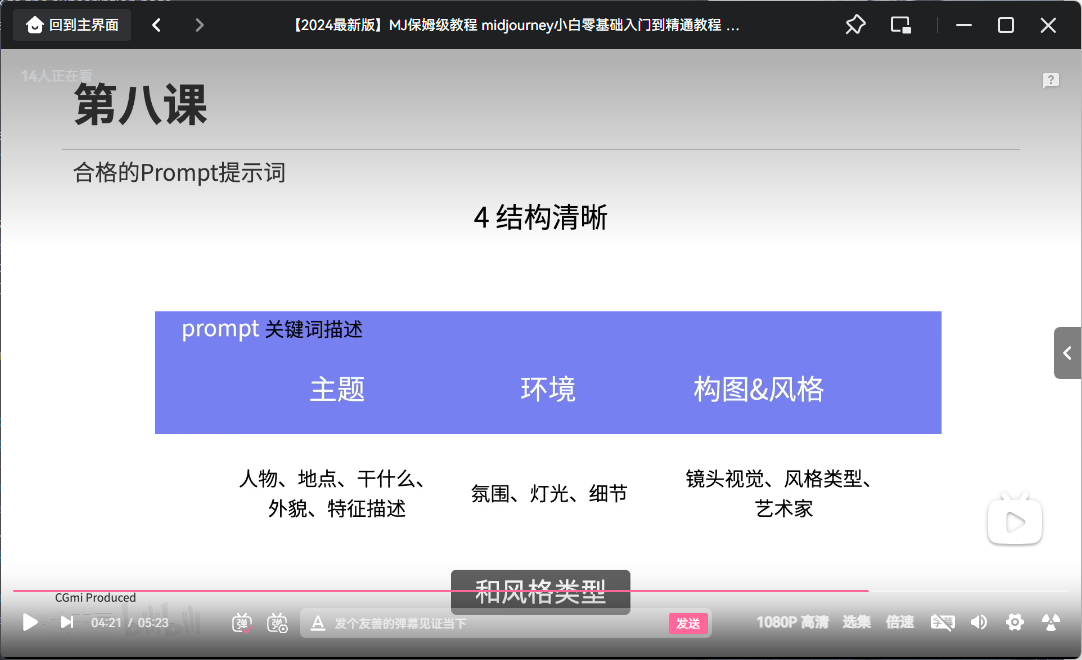 回到主界面
【2024最新版】MJ保姆级教程 midjourney小白零基础入门到精通教程 ...
14人正在看
第八课
合格的Prompt提示词
4 结构清晰
prompt 关键词描述
主题 环境 构图&风格
人物、地点、干什么、
外貌、特征描述
氛围、灯光、细节
镜头视觉、风格类型、
艺术家
和风格类型
CGmi Produced
04:21 / 05:23
弹
弹
A 发个友善的弹幕见证当下
发送
1080P 高清 选集 倍速
bilibili